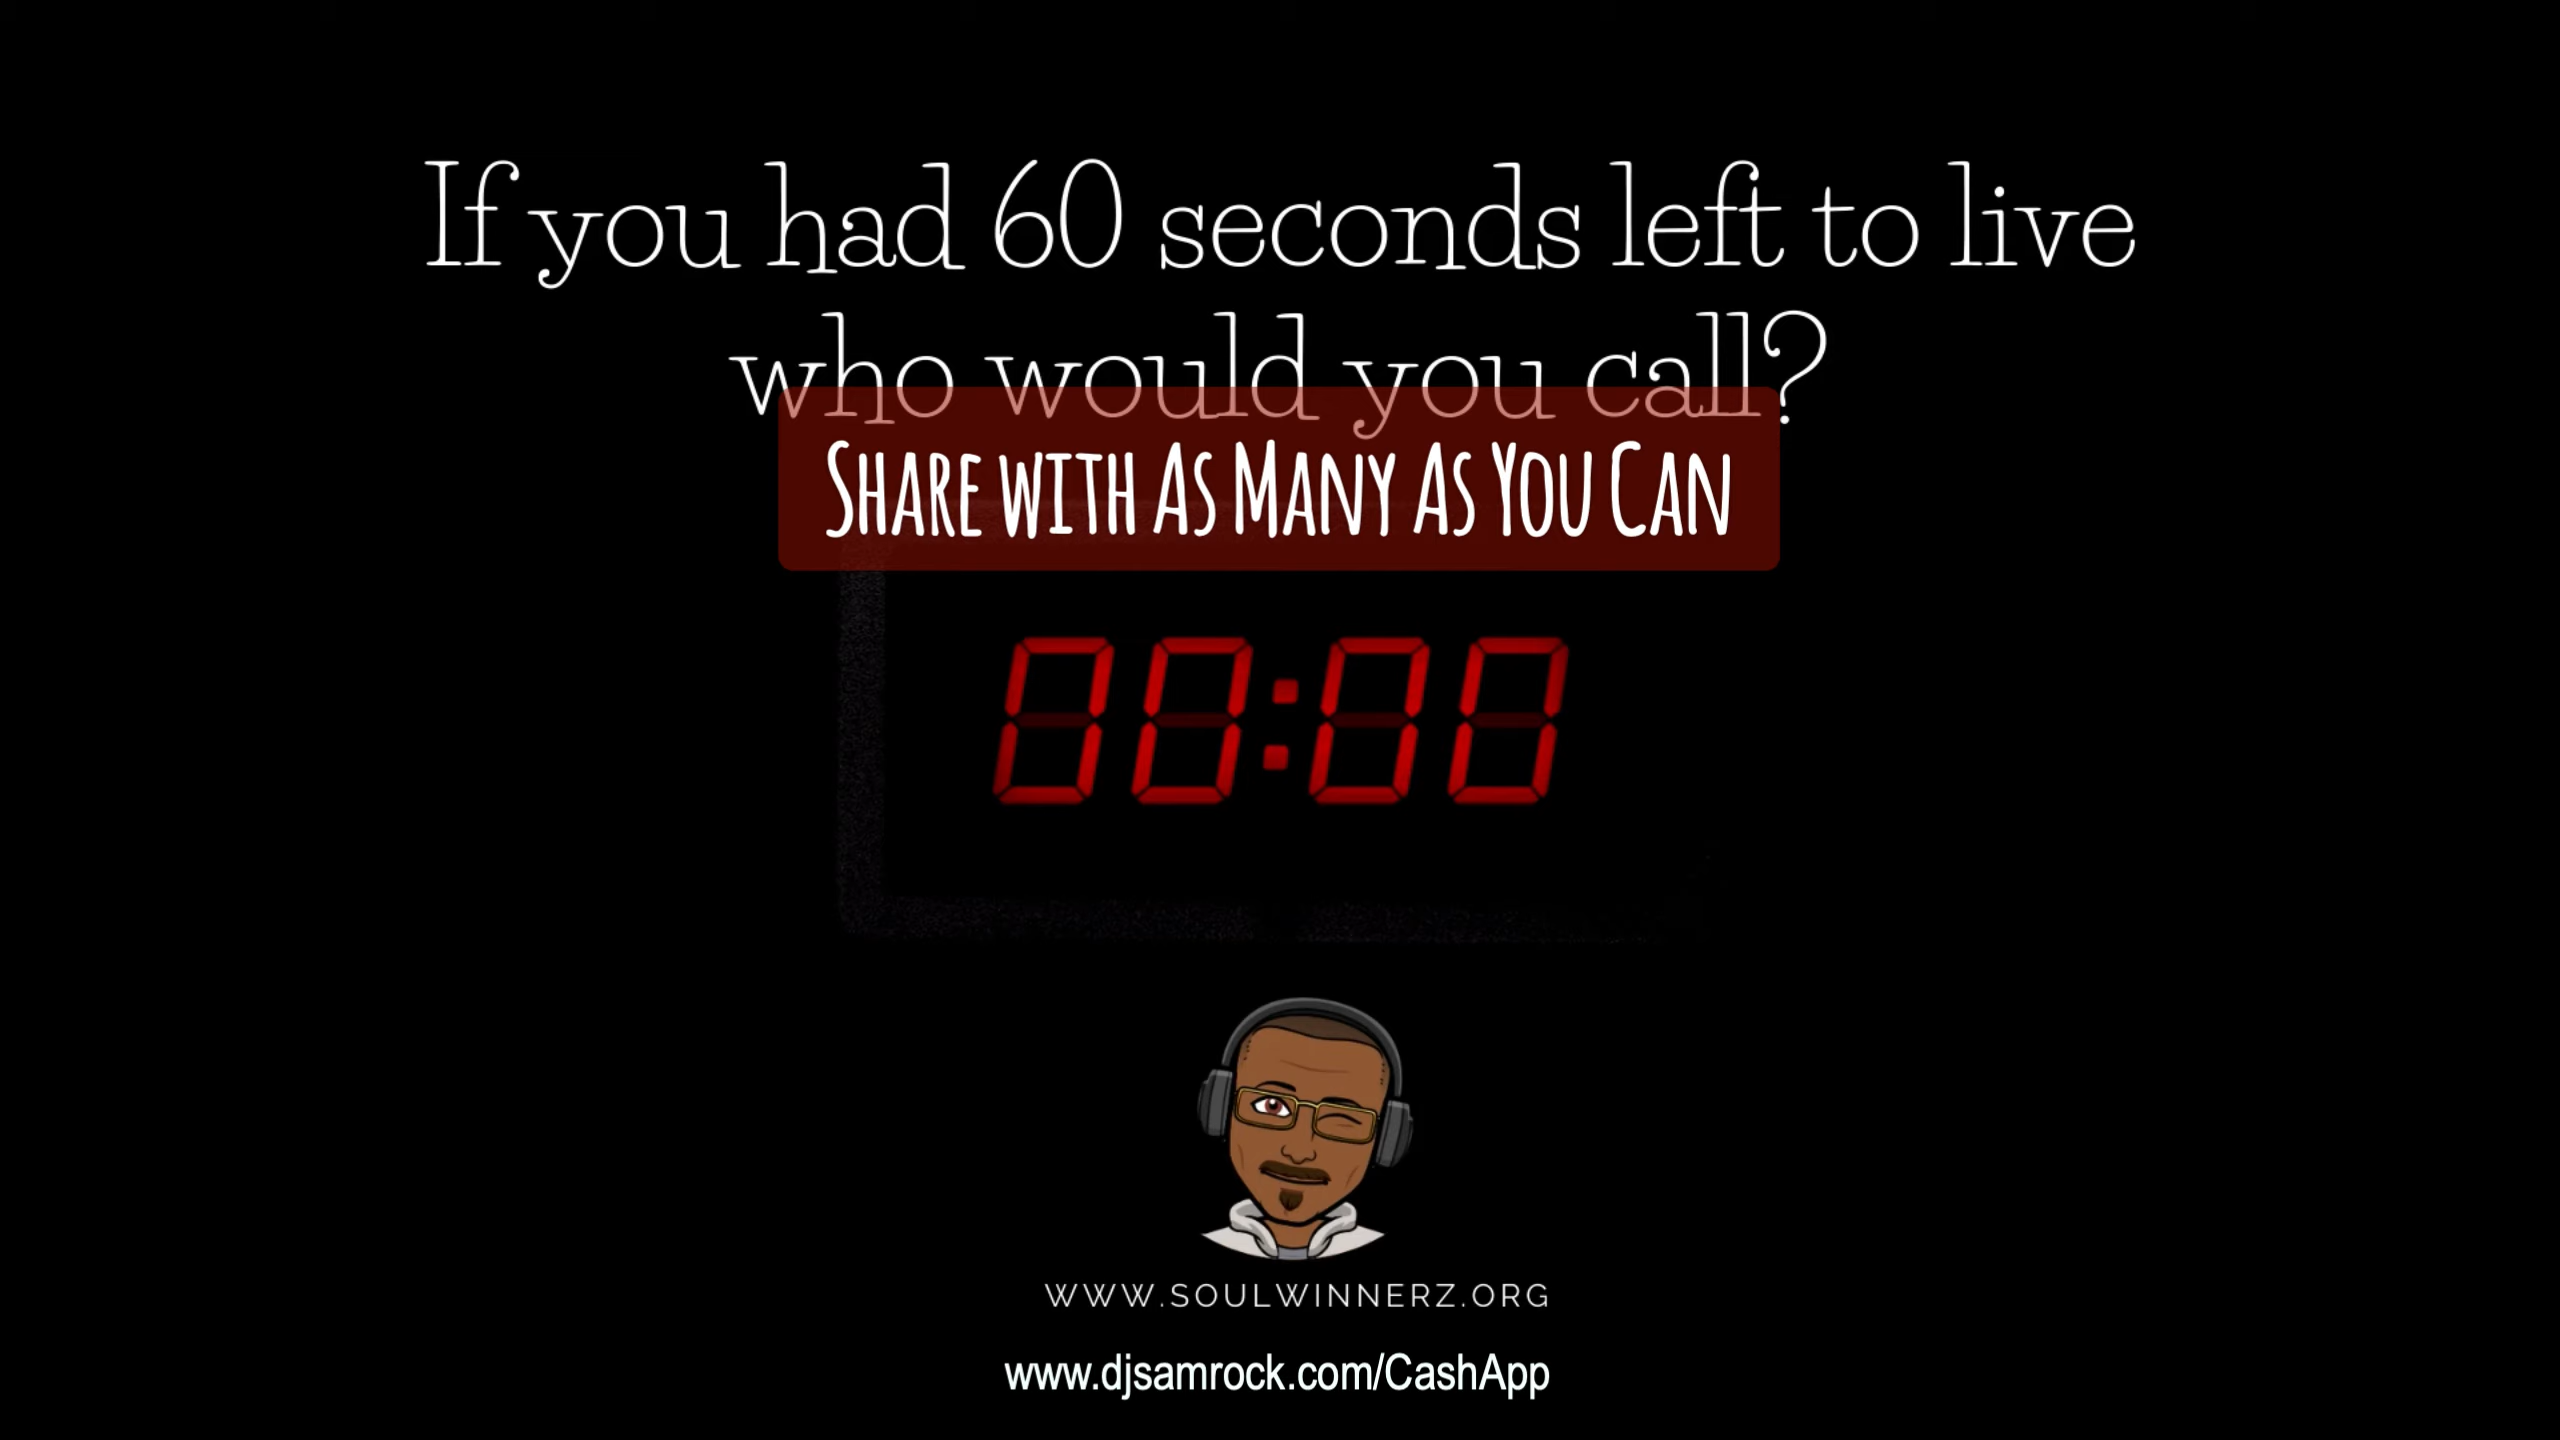 If you had 60 seconds left to live
who would you call?
Share with As Many As You Can
00:00
WWW.SOULWINNERZ.ORG
www.djsamrock.com/CashApp